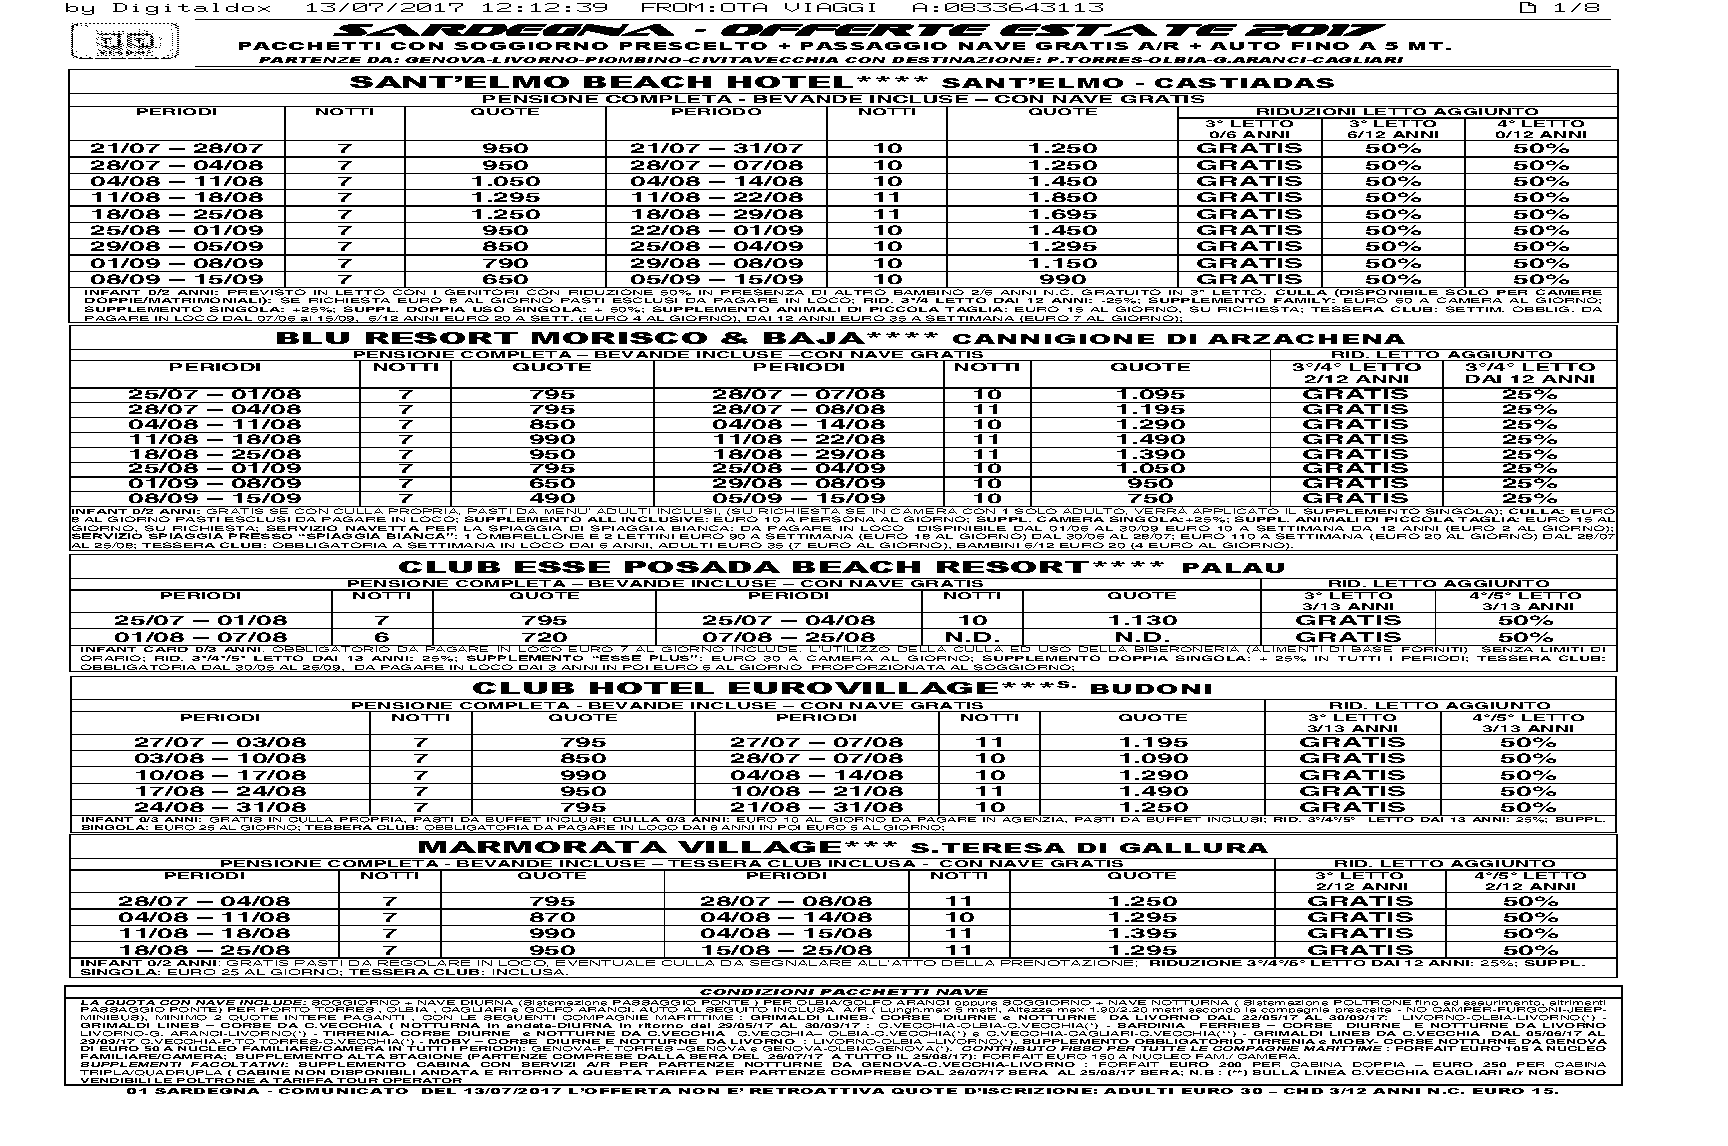 by Digitaldox 13/07/2017 12:12:39 FROM:OTA VIAGGI A:0833643113 1/8
SARDEGNA - OFFERTE ESTATE 2017
PACCHETTI CON SOGGIORNO PRESCELTO + PASSAGGIO NAVE GRATIS A/R + AUTO FINO A 5 MT.
PARTENZE DA: GENOVA-LIVORNO-PIOMBINO-CIVITAVECCHIA CON DESTINAZIONE: P.TORRES-OLBIA-G.ARANCI-CAGLIARI
SANT'ELMO BEACH HOTEL**** SANT'ELMO - CASTIADAS
PENSIONE COMPLETA - BEVANDE INCLUSE – CON NAVE GRATIS
PERIODI NOTTI QUOTE PERIODO NOTTI QUOTE RIDUZIONI LETTO AGGIUNTO
3° LETTO 3° LETTO 4° LETTO
0/6 ANNI 6/12 ANNI 0/12 ANNI
21/07 – 28/07 7 950 21/07 – 31/07 10 1.250 GRATIS 50% 50%
28/07 – 04/08 7 950 28/07 – 07/08 10 1.250 GRATIS 50% 50%
04/08 – 11/08 7 1.050 04/08 – 14/08 10 1.450 GRATIS 50% 50%
11/08 – 18/08 7 1.295 11/08 – 22/08 11 1.850 GRATIS 50% 50%
18/08 – 25/08 7 1.250 18/08 – 29/08 11 1.695 GRATIS 50% 50%
25/08 – 01/09 7 950 22/08 – 01/09 10 1.450 GRATIS 50% 50%
29/08 – 05/09 7 850 25/08 – 04/09 10 1.295 GRATIS 50% 50%
01/09 – 08/09 7 790 29/08 – 08/09 10 1.150 GRATIS 50% 50%
08/09 – 15/09 7 650 05/09 – 15/09 10 990 GRATIS 50% 50%
INFANT 0/2 ANNI: PREVISTO IN LETTO CON I GENITORI CON RIDUZIONE 50% IN PRESENZA DI ALTRO BAMBINO 2/6 ANNI N.C. GRATUITO IN 3° LETTO. CULLA (DISPONIBILE SOLO PER CAMERE
DOPPIE/MATRIMONIALI): SE RICHIESTA EURO 8 AL GIORNO PASTI ESCLUSI DA PAGARE IN LOCO; RID. 3°/4 LETTO DAI 12 ANNI: -25%; SUPPLEMENTO FAMILY: EURO 60 A CAMERA AL GIORNO;
SUPPLEMENTO SINGOLA: +25%; SUPPL. DOPPIA USO SINGOLA: + 50%; SUPPLEMENTO ANIMALI DI PICCOLA TAGLIA: EURO 15 AL GIORNO, SU RICHIESTA; TESSERA CLUB: SETTIM. OBBLIG. DA
PAGARE IN LOCO DAL 07/06 al 15/09, 6/12 ANNI EURO 20 A SETT. (EURO 4 AL GIORNO), DAI 12 ANNI EURO 35 A SETTIMANA (EURO 7 AL GIORNO);
BLU RESORT MORISCO & BAJA**** CANNIGIONE DI ARZACHENA
PENSIONE COMPLETA – BEVANDE INCLUSE –CON NAVE GRATIS RID. LETTO AGGIUNTO
PERIODI NOTTI QUOTE PERIODI NOTTI QUOTE 3°/4° LETTO 3°/4° LETTO
2/12 ANNI DAI 12 ANNI
25/07 – 01/08 7 795 28/07 – 07/08 10 1.095 GRATIS 25%
28/07 – 04/08 7 795 28/07 – 08/08 11 1.195 GRATIS 25%
04/08 – 11/08 7 850 04/08 – 14/08 10 1.290 GRATIS 25%
11/08 – 18/08 7 990 11/08 – 22/08 11 1.490 GRATIS 25%
18/08 – 25/08 7 950 18/08 – 29/08 11 1.390 GRATIS 25%
25/08 – 01/09 7 795 25/08 – 04/09 10 1.050 GRATIS 25%
01/09 – 08/09 7 650 29/08 – 08/09 10 950 GRATIS 25%
08/09 – 15/09 7 490 05/09 – 15/09 10 750 GRATIS 25%
INFANT 0/2 ANNI: GRATIS SE CON CULLA PROPRIA, PASTI DA MENU' ADULTI INCLUSI, (SU RICHIESTA SE IN CAMERA CON 1 SOLO ADULTO, VERRÀ APPLICATO IL SUPPLEMENTO SINGOLA); CULLA: EURO
8 AL GIORNO PASTI ESCLUSI DA PAGARE IN LOCO; SUPPLEMENTO ALL INCLUSIVE: EURO 10 A PERSONA AL GIORNO; SUPPL. CAMERA SINGOLA:+25%; SUPPL. ANIMALI DI PICCOLA TAGLIA: EURO 15 AL
GIORNO, SU RICHIESTA; SERVIZIO NAVETTA PER LA SPIAGGIA DI SPIAGGIA BIANCA: DA PAGARE IN LOCO DISPINIBILE DAL 01/06 AL 30/09 EURO 10 A SETTIMANA DA 12 ANNI (EURO 2 AL GIORNO);
SERVIZIO SPIAGGIA PRESSO "SPIAGGIA BIANCA": 1 OMBRELLONE E 2 LETTINI EURO 90 A SETTIMANA (EURO 18 AL GIORNO) DAL 30/06 AL 28/07; EURO 110 A SETTIMANA (EURO 20 AL GIORNO) DAL 28/07
AL 25/08; TESSERA CLUB: OBBLIGATORIA A SETTIMANA IN LOCO DAI 6 ANNI, ADULTI EURO 35 (7 EURO AL GIORNO), BAMBINI 6/12 EURO 20 (4 EURO AL GIORNO).
CLUB ESSE POSADA BEACH RESORT**** PALAU
PENSIONE COMPLETA – BEVANDE INCLUSE – CON NAVE GRATIS RID. LETTO AGGIUNTO
PERIODI NOTTI QUOTE PERIODI NOTTI QUOTE 3° LETTO 4°/5° LETTO
3/13 ANNI 3/13 ANNI
25/07 – 01/08 7 795 25/07 – 04/08 10 1.130 GRATIS 50%
01/08 – 07/08 6 720 07/08 – 25/08 N.D. N.D. GRATIS 50%
INFANT CARD 0/3 ANNI. OBBLIGATORIO DA PAGARE IN LOCO EURO 7 AL GIORNO INCLUDE. L'UTILIZZO DELLA CULLA ED USO DELLA BIBERONERIA (ALIMENTI DI BASE FORNITI) SENZA LIMITI DI
ORARIO; RID. 3°/4°/5° LETTO DAI 13 ANNI: 25%; SUPPLEMENTO "ESSE PLUS": EURO 30 A CAMERA AL GIORNO; SUPPLEMENTO DOPPIA SINGOLA: + 25% IN TUTTI I PERIODI; TESSERA CLUB:
OBBLIGATORIA DAL 30/05 AL 26/09, DA PAGARE IN LOCO DAI 3 ANNI IN POI EURO 6 AL GIORNO PROPORZIONATA AL SOGGIORNO;
CLUB HOTEL EUROVILLAGE***S. BUDONI
PENSIONE COMPLETA - BEVANDE INCLUSE – CON NAVE GRATIS RID. LETTO AGGIUNTO
PERIODI NOTTI QUOTE PERIODI NOTTI QUOTE 3° LETTO 4°/5° LETTO
3/13 ANNI 3/13 ANNI
27/07 – 03/08 7 795 27/07 – 07/08 11 1.195 GRATIS 50%
03/08 – 10/08 7 850 28/07 – 07/08 10 1.090 GRATIS 50%
10/08 – 17/08 7 990 04/08 – 14/08 10 1.290 GRATIS 50%
17/08 – 24/08 7 950 10/08 – 21/08 11 1.490 GRATIS 50%
24/08 – 31/08 7 795 21/08 – 31/08 10 1.250 GRATIS 50%
INFANT 0/3 ANNI: GRATIS IN CULLA PROPRIA, PASTI DA BUFFET INCLUSI; CULLA 0/3 ANNI: EURO 10 AL GIORNO DA PAGARE IN AGENZIA, PASTI DA BUFFET INCLUSI; RID. 3°/4°/5° LETTO DAI 13 ANNI: 25%; SUPPL.
SINGOLA: EURO 25 AL GIORNO; TESSERA CLUB: OBBLIGATORIA DA PAGARE IN LOCO DAI 6 ANNI IN POI EURO 5 AL GIORNO;
MARMORATA VILLAGE*** S.TERESA DI GALLURA
PENSIONE COMPLETA - BEVANDE INCLUSE – TESSERA CLUB INCLUSA - CON NAVE GRATIS RID. LETTO AGGIUNTO
PERIODI NOTTI QUOTE PERIODI NOTTI QUOTE 3° LETTO 4°/5° LETTO
2/12 ANNI 2/12 ANNI
28/07 – 04/08 7 795 28/07 – 08/08 11 1.250 GRATIS 50%
04/08 – 11/08 7 870 04/08 – 14/08 10 1.295 GRATIS 50%
11/08 – 18/08 7 990 04/08 – 15/08 11 1.395 GRATIS 50%
18/08 – 25/08 7 950 15/08 – 25/08 11 1.295 GRATIS 50%
INFANT 0/2 ANNI: GRATIS PASTI DA REGOLARE IN LOCO, EVENTUALE CULLA DA SEGNALARE ALL'ATTO DELLA PRENOTAZIONE; RIDUZIONE 3°/4°/5° LETTO DAI 12 ANNI: 25%; SUPPL.
SINGOLA: EURO 25 AL GIORNO; TESSERA CLUB: INCLUSA.
CONDIZIONI PACCHETTI NAVE
LA QUOTA CON NAVE INCLUDE: SOGGIORNO + NAVE DIURNA (Sistemazione PASSAGGIO PONTE ) PER OLBIA/GOLFO ARANCI oppure SOGGIORNO + NAVE NOTTURNA ( Sistemazione POLTRONE fino ad esaurimento, altrimenti
PASSAGGIO PONTE) PER PORTO TORRES , OLBIA , CAGLIARI e GOLFO ARANCI. AUTO AL SEGUITO INCLUSA A/R ( Lungh.max 5 metri, Altezze max 1.90/2.20 metri secondo le compagnie prescelte - NO CAMPER-FURGONI-JEEP-
MINIBUS), MINIMO 2 QUOTE INTERE PAGANTI , CON LE SEGUENTI COMPAGNIE MARITTIME : GRIMALDI LINES- CORSE DIURNE e NOTTURNE DA LIVORNO DAL 22/05/17 AL 30/09/17: LIVORNO-OLBIA-LIVORNO(*) -
GRIMALDI LINES – CORSE DA C.VECCHIA ( NOTTURNA in andata-DIURNA in ritorno dal 29/05/17 AL 30/09/17 : C.VECCHIA-OLBIA-C.VECCHIA(*) - SARDINIA FERRIES – CORSE DIURNE E NOTTURNE DA LIVORNO
LIVORNO-G. ARANCI-LIVORNO(*) - TIRRENIA- CORSE DIURNE e NOTTURNE DA C.VECCHIA C.VECCHIA– OLBIA–C.VECCHIA(*) e C.VECCHIA-CAGLIARI-C.VECCHIA(**) - GRIMALDI LINES DA C.VECCHIA DAL 05/06/17 AL
29/09/17 C.VECCHIA-P.TO TORRES-C.VECCHIA(*) - MOBY – CORSE DIURNE E NOTTURNE DA LIVORNO : LIVORNO-OLBIA –LIVORNO(*). SUPPLEMENTO OBBLIGATORIO TIRRENIA e MOBY- CORSE NOTTURNE DA GENOVA
DI EURO 50 A NUCLEO FAMILIARE/CAMERA IN TUTTI I PERIODI): GENOVA-P. TORRES –GENOVA e GENOVA-OLBIA-GENOVA(*). CONTRIBUTO FISSO PER TUTTE LE COMPAGNIE MARITTIME : FORFAIT EURO 105 A NUCLEO
FAMILIARE/CAMERA; SUPPLEMENTO ALTA STAGIONE (PARTENZE COMPRESE DALLA SERA DEL 26/07/17 A TUTTO IL 25/08/17): FORFAIT EURO 150 A NUCLEO FAM./ CAMERA.
SUPPLEMENTI FACOLTATIVI: SUPPLEMENTO CABINA CON SERVIZI A/R PER PARTENZE NOTTURNE DA GENOVA-C.VECCHIA-LIVORNO : FORFAIT EURO 200 PER CABINA DOPPIA – EURO 250 PER CABINA
TRIPLA/QUADRUPLA ( CABINE NON DISPONIBILI ANDATA E RITORNO A QUESTA TARIFFA PER PARTENZE COMPRESE DAL 26/07/17 SERA AL 25/08/17 SERA; N.B : (**) SULLA LINEA C.VECCHIA CAGLIARI a/r NON SONO
VENDIBILI LE POLTRONE A TARIFFA TOUR OPERATOR
01 SARDEGNA - COMUNICATO DEL 13/07/2017 L'OFFERTA NON E' RETROATTIVA QUOTE D'ISCRIZIONE: ADULTI EURO 30 – CHD 3/12 ANNI N.C. EURO 15.